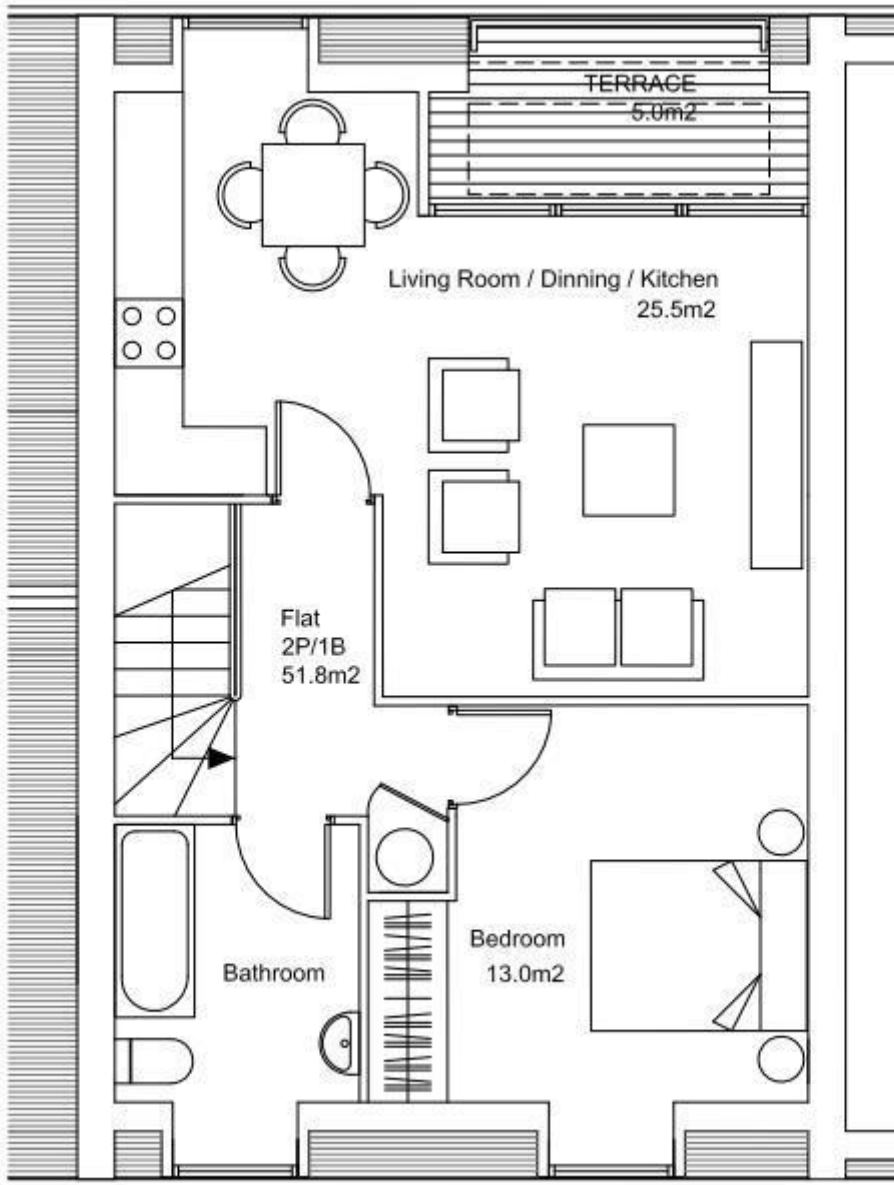 TERRACE
5.0m2
Living Room / Dinning / Kitchen
25.5m2
Flat
2P/1B
51.8m2
Bedroom
13.0m2
Bathroom